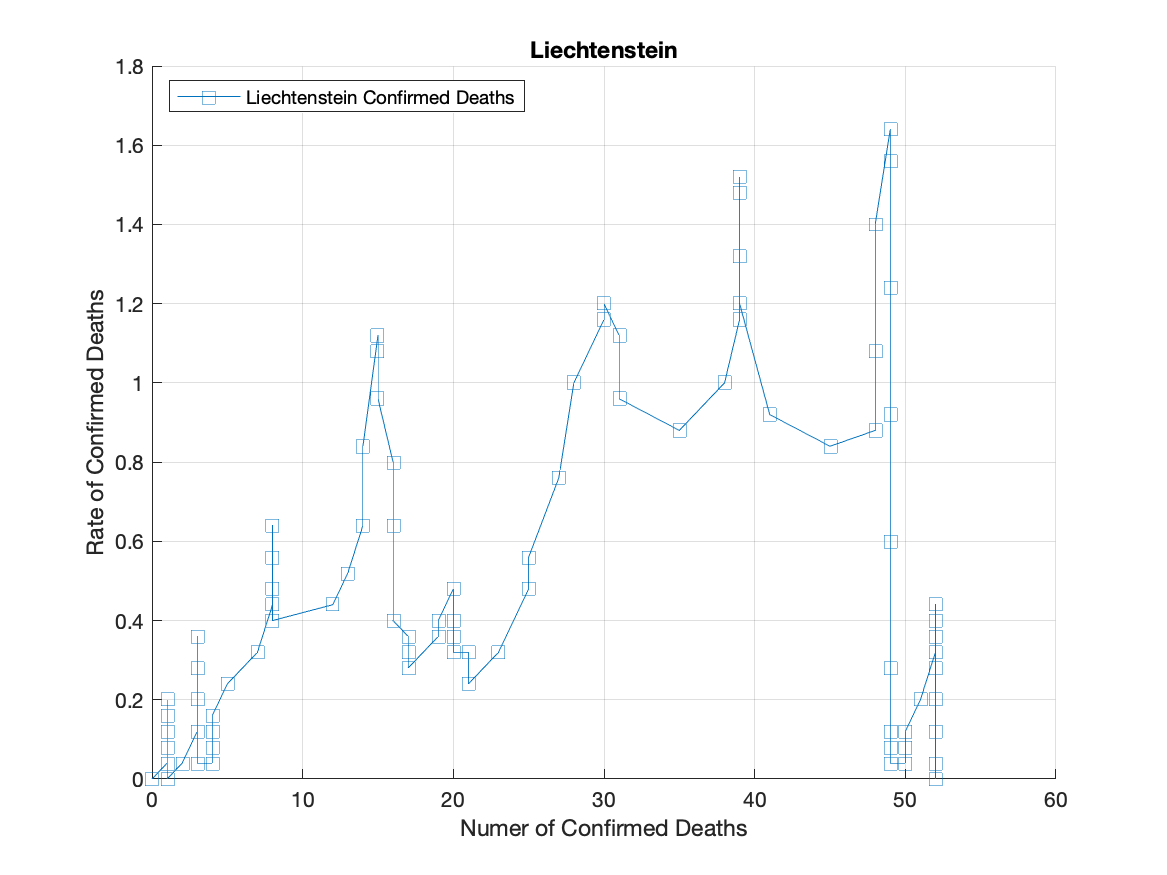 Liechtenstein
Liechtenstein Confirmed Deaths
1.8
1.6
1.4
1.2
1
0.8
0.6
0.4
0.2
0
Rate of Confirmed Deaths
0 10 20 30 40 50 60
Numer of Confirmed Deaths